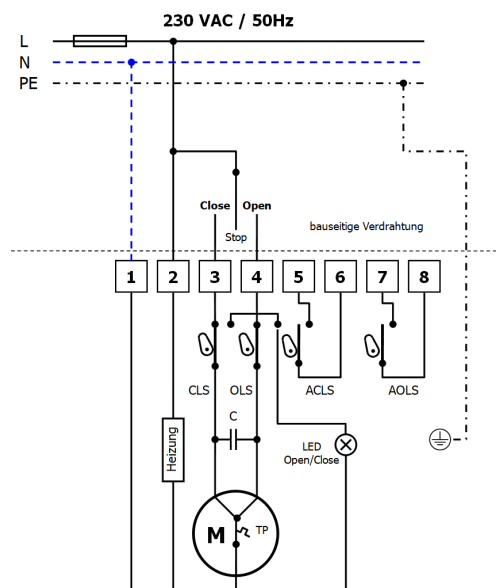 230 VAC / 50Hz
L
N
PE
Close Open
Stop
bauseitige Verdrahtung
1 2 3 4 5 6 7 8
CLS OLS ACLS AOLS
C
Heizung
LED
Open/Close
M TP